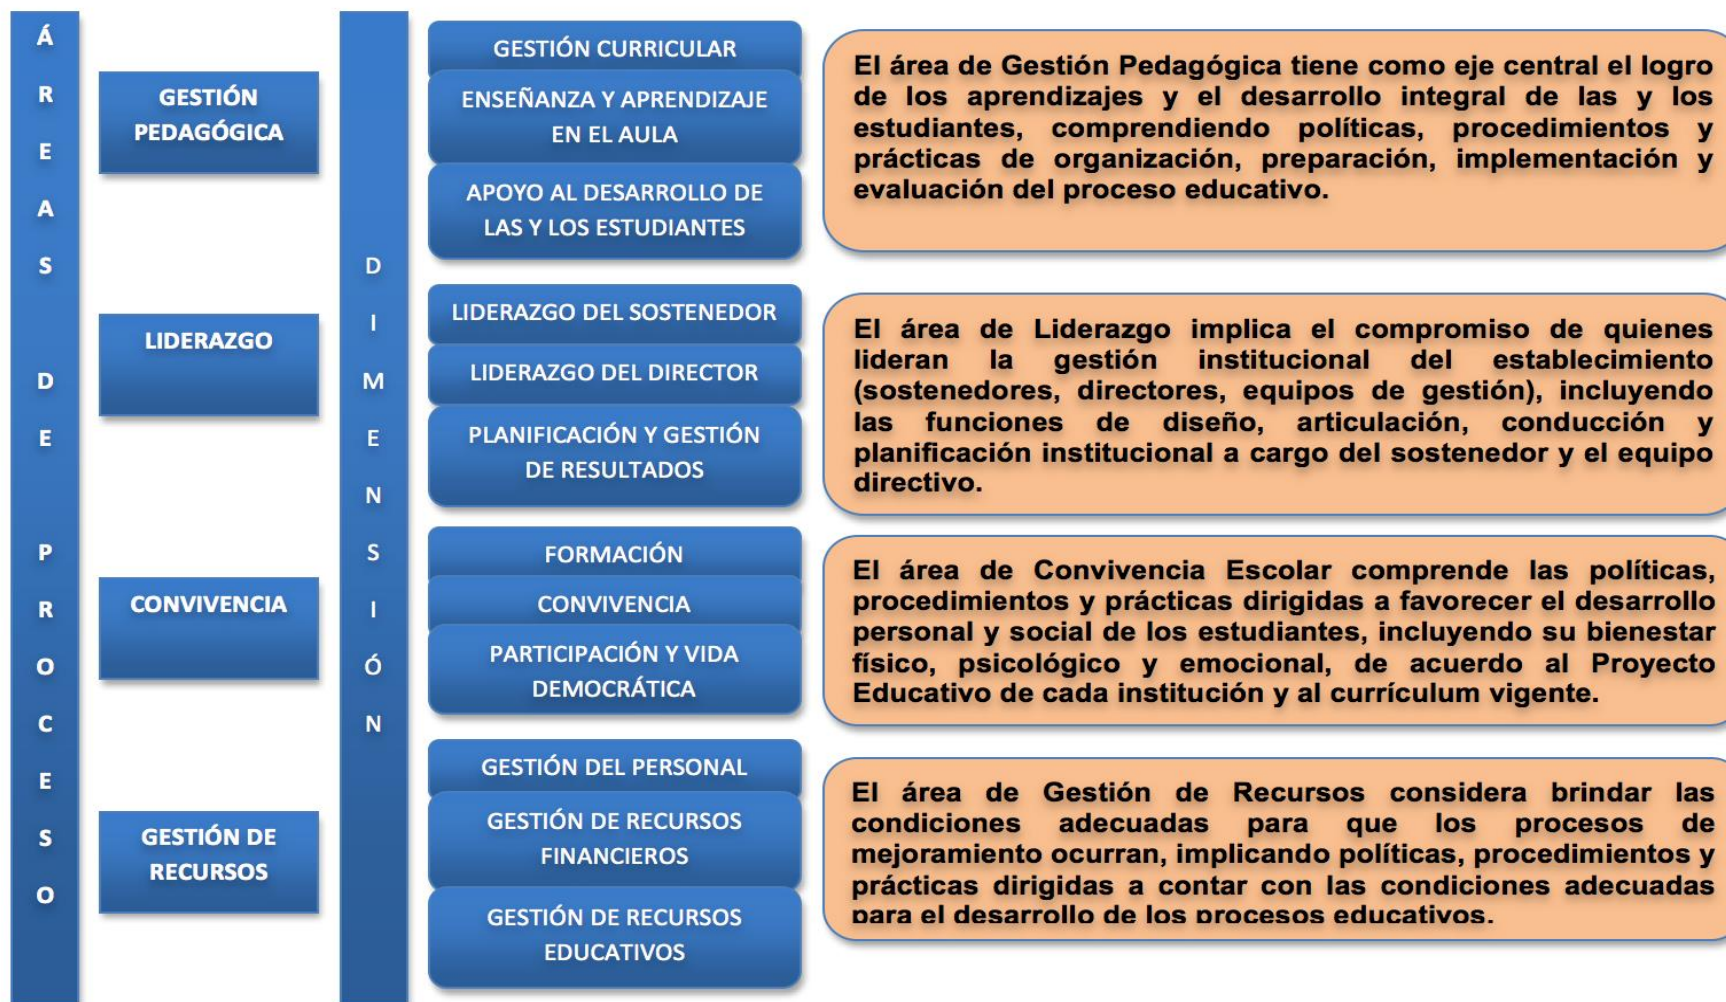 ÁREAS DE PROCESO
GESTIÓN
PEDAGÓGICA
LIDERAZGO
CONVIVENCIA
GESTIÓN DE
RECURSOS
DIMENSIÓN
GESTIÓN CURRICULAR
ENSEÑANZA Y APRENDIZAJE
EN EL AULA
APOYO AL DESARROLLO DE
LAS Y LOS ESTUDIANTES
El área de Gestión Pedagógica tiene como eje central el logro
de los aprendizajes y el desarrollo integral de las y los
estudiantes, comprendiendo políticas, procedimientos y
prácticas de organización, preparación, implementación y
evaluación del proceso educativo.
LIDERAZGO DEL SOSTENEDOR
LIDERAZGO DEL DIRECTOR
PLANIFICACIÓN Y GESTIÓN
DE RESULTADOS
El área de Liderazgo implica el compromiso de quienes
lideran la gestión institucional del establecimiento
(sostenedores, directores, equipos de gestión), incluyendo
las funciones de diseño, articulación, conducción y
planificación institucional a cargo del sostenedor y el equipo
directivo.
FORMACIÓN
CONVIVENCIA
PARTICIPACIÓN Y VIDA
DEMOCRÁTICA
El área de Convivencia Escolar comprende las políticas,
procedimientos y prácticas dirigidas a favorecer el desarrollo
personal y social de los estudiantes, incluyendo su bienestar
físico, psicológico y emocional, de acuerdo al Proyecto
Educativo de cada institución y al currículum vigente.
GESTIÓN DEL PERSONAL
GESTIÓN DE RECURSOS
FINANCIEROS
GESTIÓN DE RECURSOS
EDUCATIVOS
El área de Gestión de Recursos considera brindar las
condiciones adecuadas para que los procesos de
mejoramiento ocurran, implicando políticas, procedimientos y
prácticas dirigidas a contar con las condiciones adecuadas
para el desarrollo de los procesos educativos.